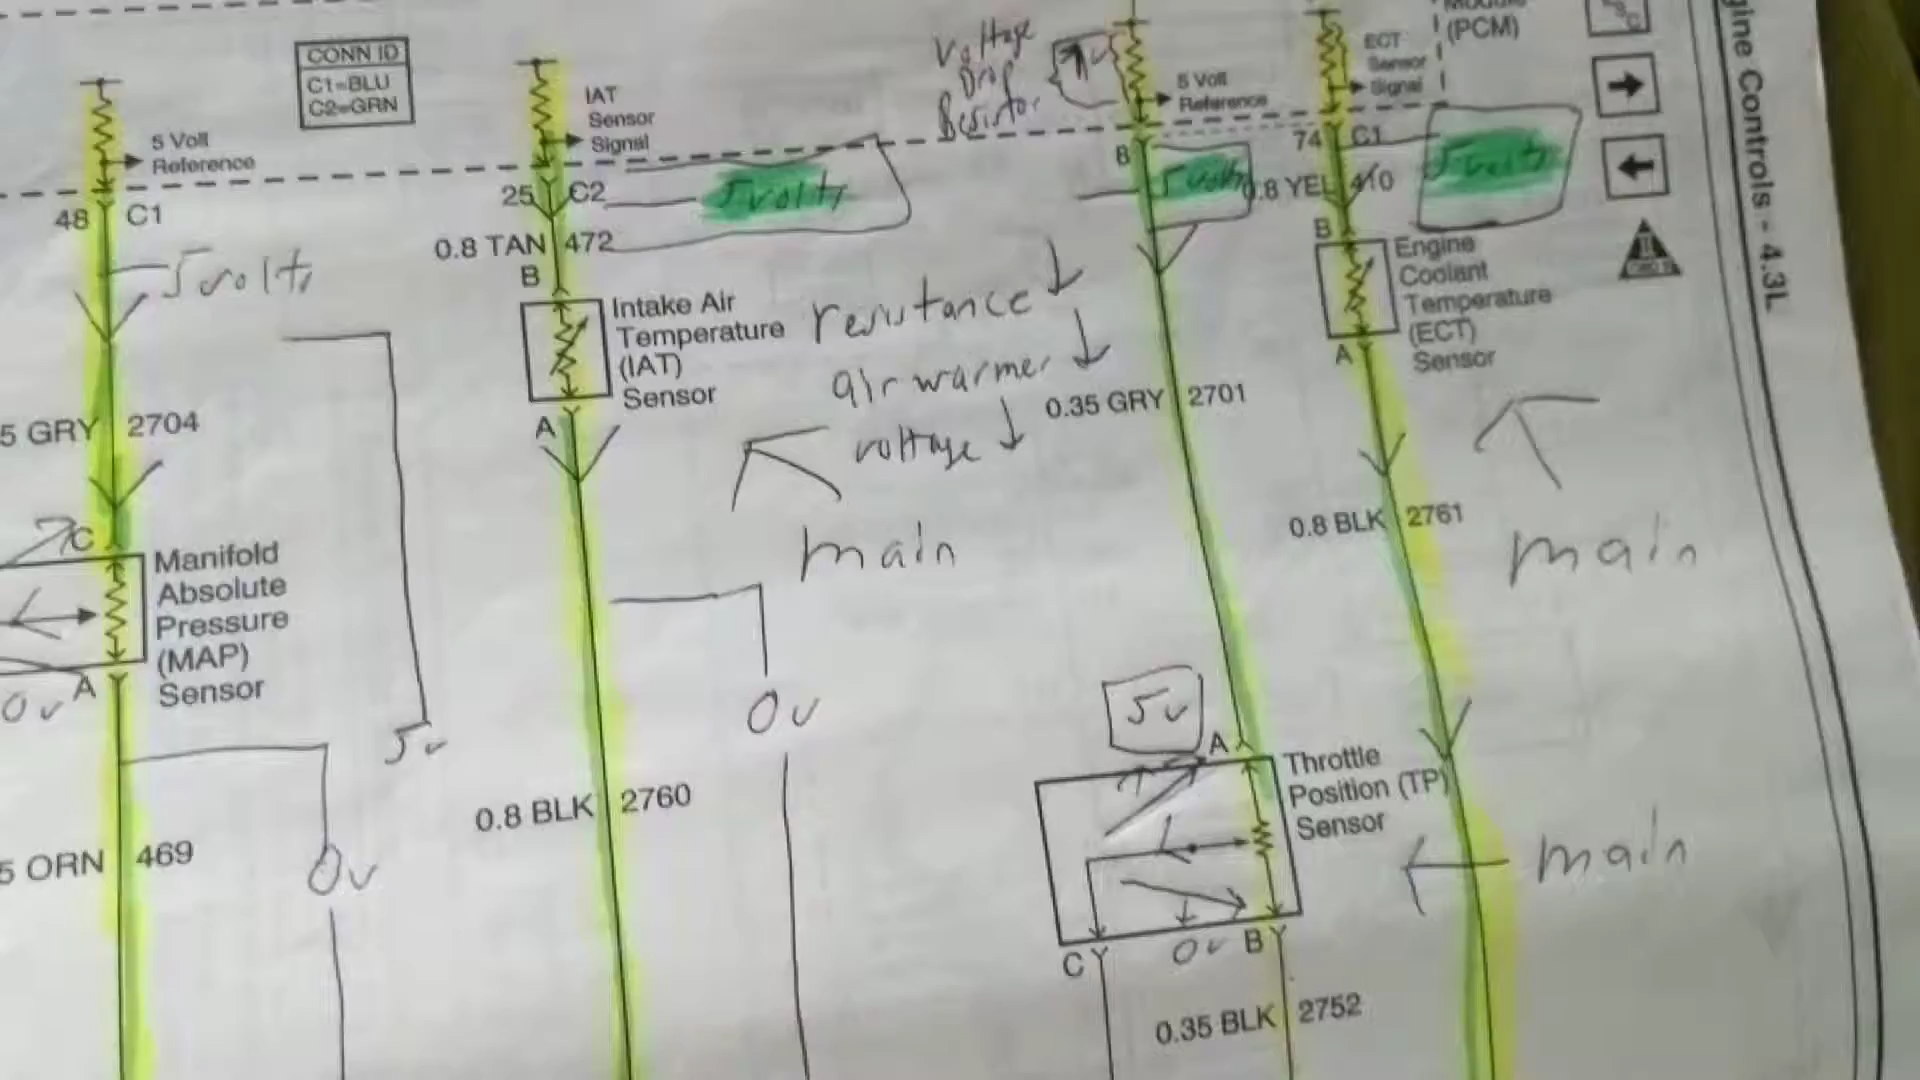 CONN ID
C1=BLU
C2=GRN
5 Volt
Reference
48 C1
5 volts
5 GRY 2704
C
Manifold
Absolute
Pressure
(MAP)
Sensor
A
0v
5v
0v
5 ORN 469
IAT
Sensor
Signal
25 C2
5 volts
0.8 TAN 472
B
Intake Air
Temperature
(IAT)
Sensor
A
resistance ↓
air warmer ↓
voltage ↓
main
0v
0.8 BLK 2760
Voltage
Drop
Resistor
5 Volt
Reference
8
5 volts
0.35 GRY 2701
5v
A
Throttle
Position (TP)
Sensor
main
C
0v
B
0.35 BLK 2752
(PCM)
ECT
Sensor
Signal
74 C1
5 volts
0.8 YEL 410
B
Engine
Coolant
Temperature
(ECT)
Sensor
A
0.8 BLK 2761
main
gine Controls - 4.3L